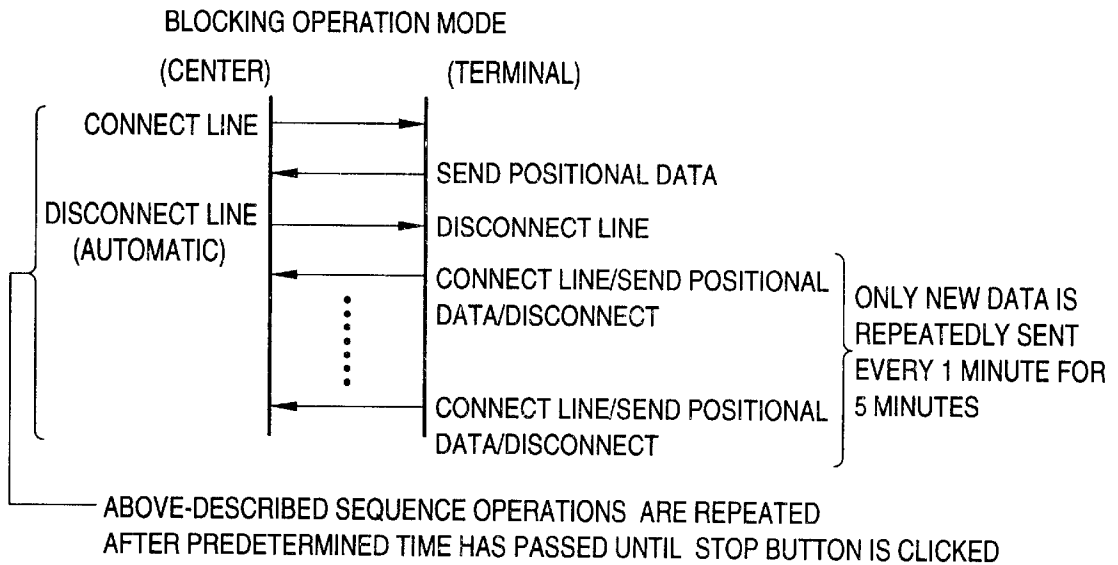 BLOCKING OPERATION MODE
(CENTER)
(TERMINAL)
CONNECT LINE
SEND POSITIONAL DATA
DISCONNECT LINE
(AUTOMATIC)
DISCONNECT LINE
CONNECT LINE/SEND POSITIONAL
DATA/DISCONNECT
CONNECT LINE/SEND POSITIONAL
DATA/DISCONNECT
ONLY NEW DATA IS
REPEATEDLY SENT
EVERY 1 MINUTE FOR
5 MINUTES
ABOVE-DESCRIBED SEQUENCE OPERATIONS ARE REPEATED
AFTER PREDETERMINED TIME HAS PASSED UNTIL STOP BUTTON IS CLICKED